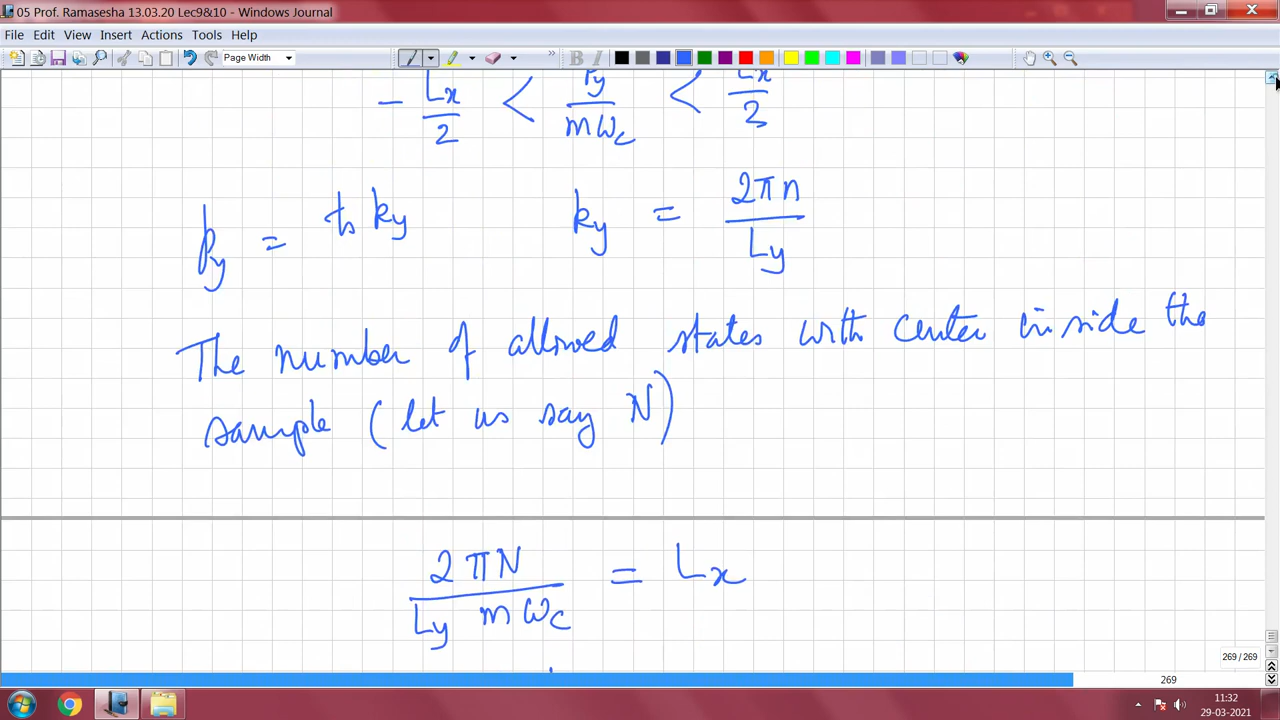 05 Prof. Ramasesha 13.03.20 Lec9&10 - Windows Journal
File Edit View Insert Actions Tools Help
Page Width
- Lx/2 < Py/mωc < Lx/2
py = ħ ky ky = 2πn/Ly
The number of allowed states with center inside the
sample (let us say N)
2πN/Ly mωc = Lx
269 / 269
269
11:32
29-03-2021